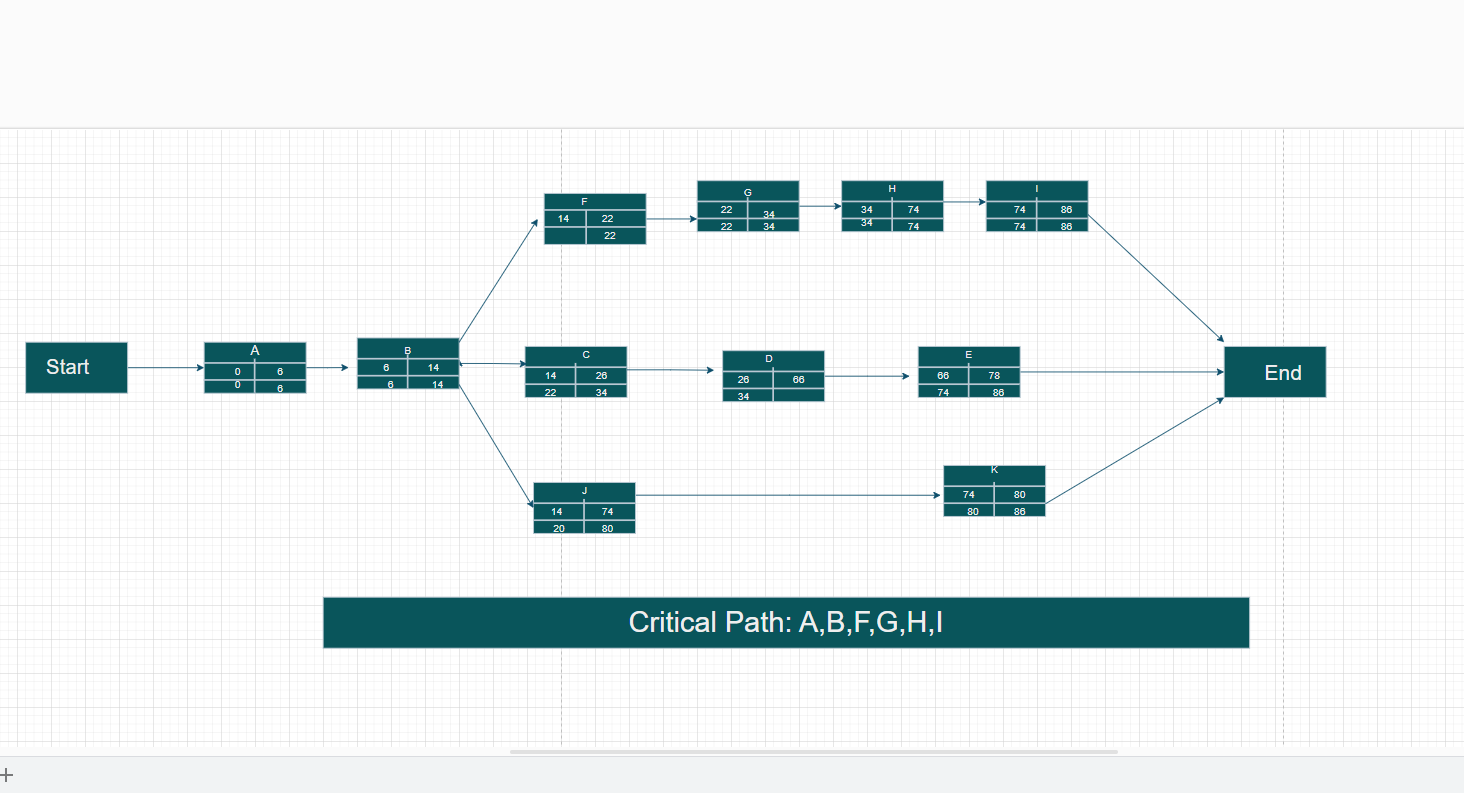 F
14 22
22
G
22 34
22 34
H
34 74
34 74
I
74 86
74 86
Start
A
0 6
0 6
B
6 14
6 14
C
14 26
22 34
D
26 66
34
E
66 78
74 86
End
J
14 74
20 80
K
74 80
80 86
Critical Path: A,B,F,G,H,I